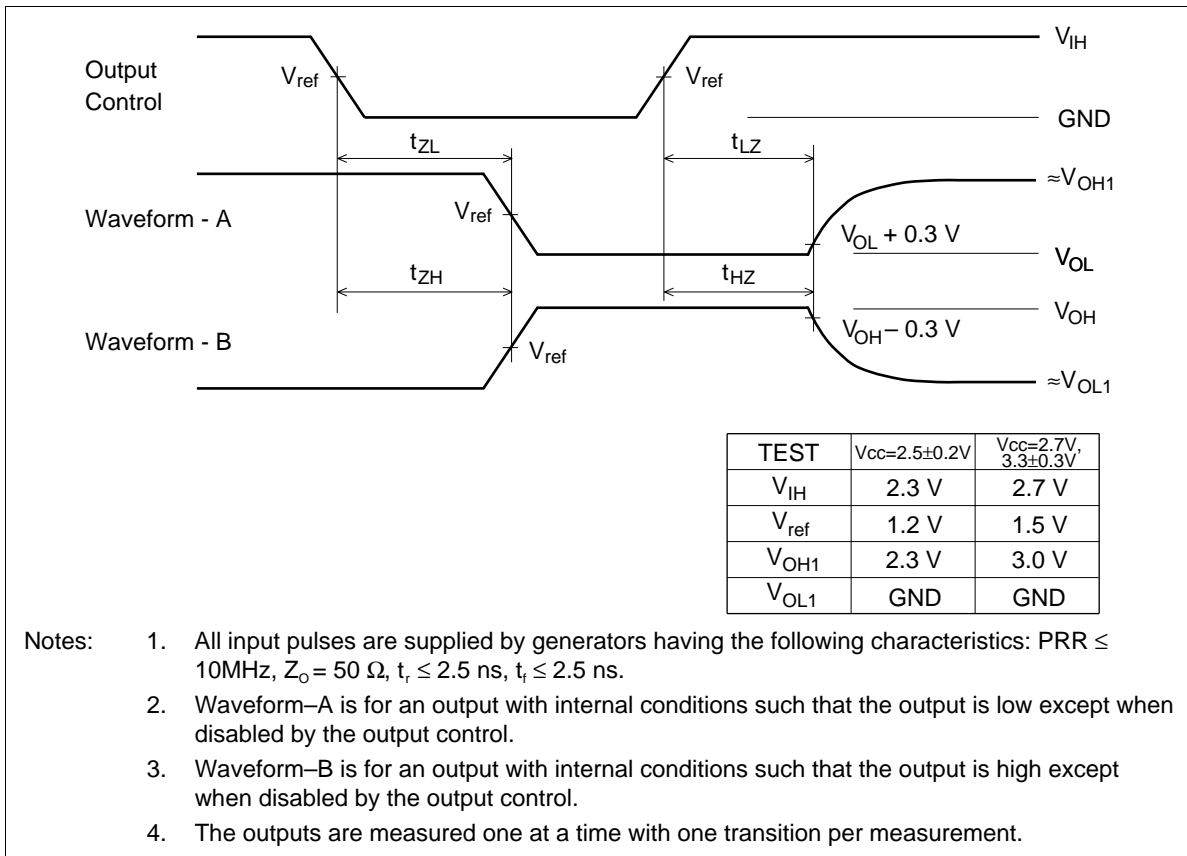 Output
Control
V_ref
V_ref
V_IH
GND
t_ZL
t_LZ
≈V_OH1
Waveform - A
V_ref
V_OL + 0.3 V
V_OL
t_ZH
t_HZ
V_OH
Waveform - B
V_ref
V_OH – 0.3 V
≈V_OL1
TEST Vcc=2.5±0.2V Vcc=2.7V, 3.3±0.3V
V_IH 2.3 V 2.7 V
V_ref 1.2 V 1.5 V
V_OH1 2.3 V 3.0 V
V_OL1 GND GND
Notes: 1. All input pulses are supplied by generators having the following characteristics: PRR ≤
10MHz, Z_O = 50 Ω, t_r ≤ 2.5 ns, t_f ≤ 2.5 ns.
2. Waveform–A is for an output with internal conditions such that the output is low except when
disabled by the output control.
3. Waveform–B is for an output with internal conditions such that the output is high except
when disabled by the output control.
4. The outputs are measured one at a time with one transition per measurement.